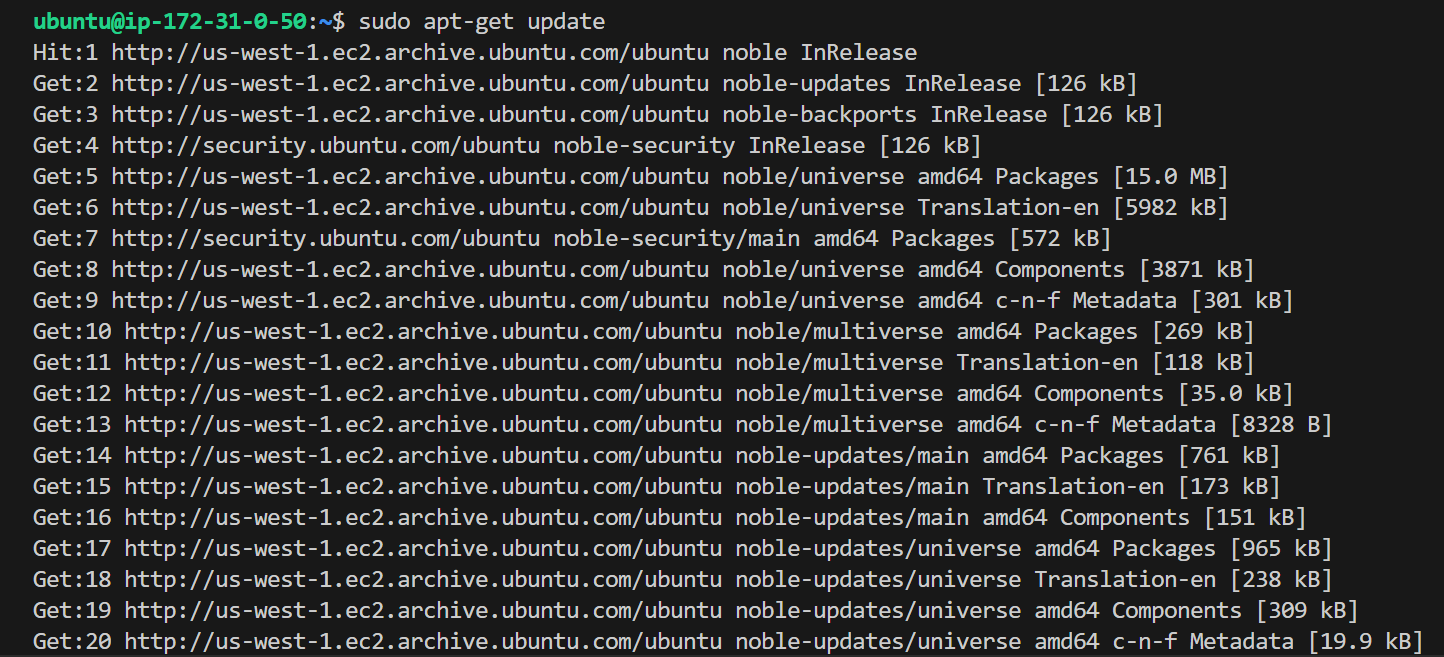 ubuntu@ip-172-31-0-50:~$ sudo apt-get update
Hit:1 http://us-west-1.ec2.archive.ubuntu.com/ubuntu noble InRelease
Get:2 http://us-west-1.ec2.archive.ubuntu.com/ubuntu noble-updates InRelease [126 kB]
Get:3 http://us-west-1.ec2.archive.ubuntu.com/ubuntu noble-backports InRelease [126 kB]
Get:4 http://security.ubuntu.com/ubuntu noble-security InRelease [126 kB]
Get:5 http://us-west-1.ec2.archive.ubuntu.com/ubuntu noble/universe amd64 Packages [15.0 MB]
Get:6 http://us-west-1.ec2.archive.ubuntu.com/ubuntu noble/universe Translation-en [5982 kB]
Get:7 http://security.ubuntu.com/ubuntu noble-security/main amd64 Packages [572 kB]
Get:8 http://us-west-1.ec2.archive.ubuntu.com/ubuntu noble/universe amd64 Components [3871 kB]
Get:9 http://us-west-1.ec2.archive.ubuntu.com/ubuntu noble/universe amd64 c-n-f Metadata [301 kB]
Get:10 http://us-west-1.ec2.archive.ubuntu.com/ubuntu noble/multiverse amd64 Packages [269 kB]
Get:11 http://us-west-1.ec2.archive.ubuntu.com/ubuntu noble/multiverse Translation-en [118 kB]
Get:12 http://us-west-1.ec2.archive.ubuntu.com/ubuntu noble/multiverse amd64 Components [35.0 kB]
Get:13 http://us-west-1.ec2.archive.ubuntu.com/ubuntu noble/multiverse amd64 c-n-f Metadata [8328 B]
Get:14 http://us-west-1.ec2.archive.ubuntu.com/ubuntu noble-updates/main amd64 Packages [761 kB]
Get:15 http://us-west-1.ec2.archive.ubuntu.com/ubuntu noble-updates/main Translation-en [173 kB]
Get:16 http://us-west-1.ec2.archive.ubuntu.com/ubuntu noble-updates/main amd64 Components [151 kB]
Get:17 http://us-west-1.ec2.archive.ubuntu.com/ubuntu noble-updates/universe amd64 Packages [965 kB]
Get:18 http://us-west-1.ec2.archive.ubuntu.com/ubuntu noble-updates/universe Translation-en [238 kB]
Get:19 http://us-west-1.ec2.archive.ubuntu.com/ubuntu noble-updates/universe amd64 Components [309 kB]
Get:20 http://us-west-1.ec2.archive.ubuntu.com/ubuntu noble-updates/universe amd64 c-n-f Metadata [19.9 kB]